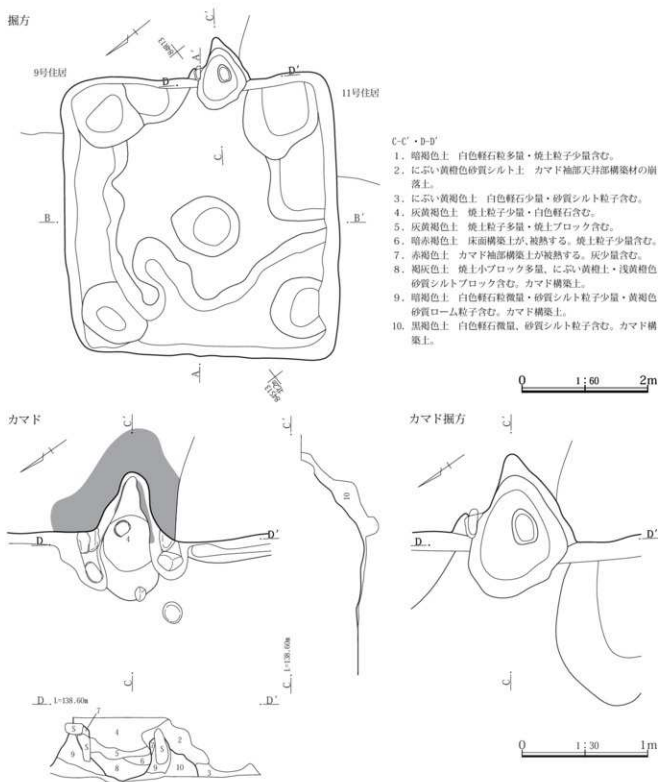 掘方
C'
A'
D
D'
9号住居
11号住居
C
B
B'
A
C-C'・D-D'
1．暗褐色土　白色軽石粒多量・焼土粒子少量含む。
2．にぶい黄橙色砂質シルト土　カマド袖部天井部構築材の崩
落土。
3．にぶい黄褐色土　白色軽石少量・砂質シルト粒子含む。
4．灰黄褐色土　焼土粒子少量・白色軽石含む。
5．灰黄褐色土　焼土粒子多量・焼土ブロック含む。
6．暗赤褐色土　床面構築土が、被熱する。焼土粒子少量含む。
7．赤褐色土　カマド袖部構築土が被熱する。灰少量含む。
8．褐灰色土　焼土小ブロック多量、にぶい黄橙土・浅黄橙色
砂質シルトブロック含む。カマド構築土。
9．暗褐色土　白色軽石粒微量・砂質シルト粒子少量・黄褐色
砂質ローム粒子含む。カマド構築土。
10．黒褐色土　白色軽石微量、砂質シルト粒子含む。カマド構
築土。
0　1：60　2m
カマド
C'
C'
10
4
D
D'
C
C　L=138.60m
D　L=138.60m
D'
7
S
4
2
S
5
6
S
9
8
9
10
3
カマド掘方
C'
D
D'
C
0　1：30　1m